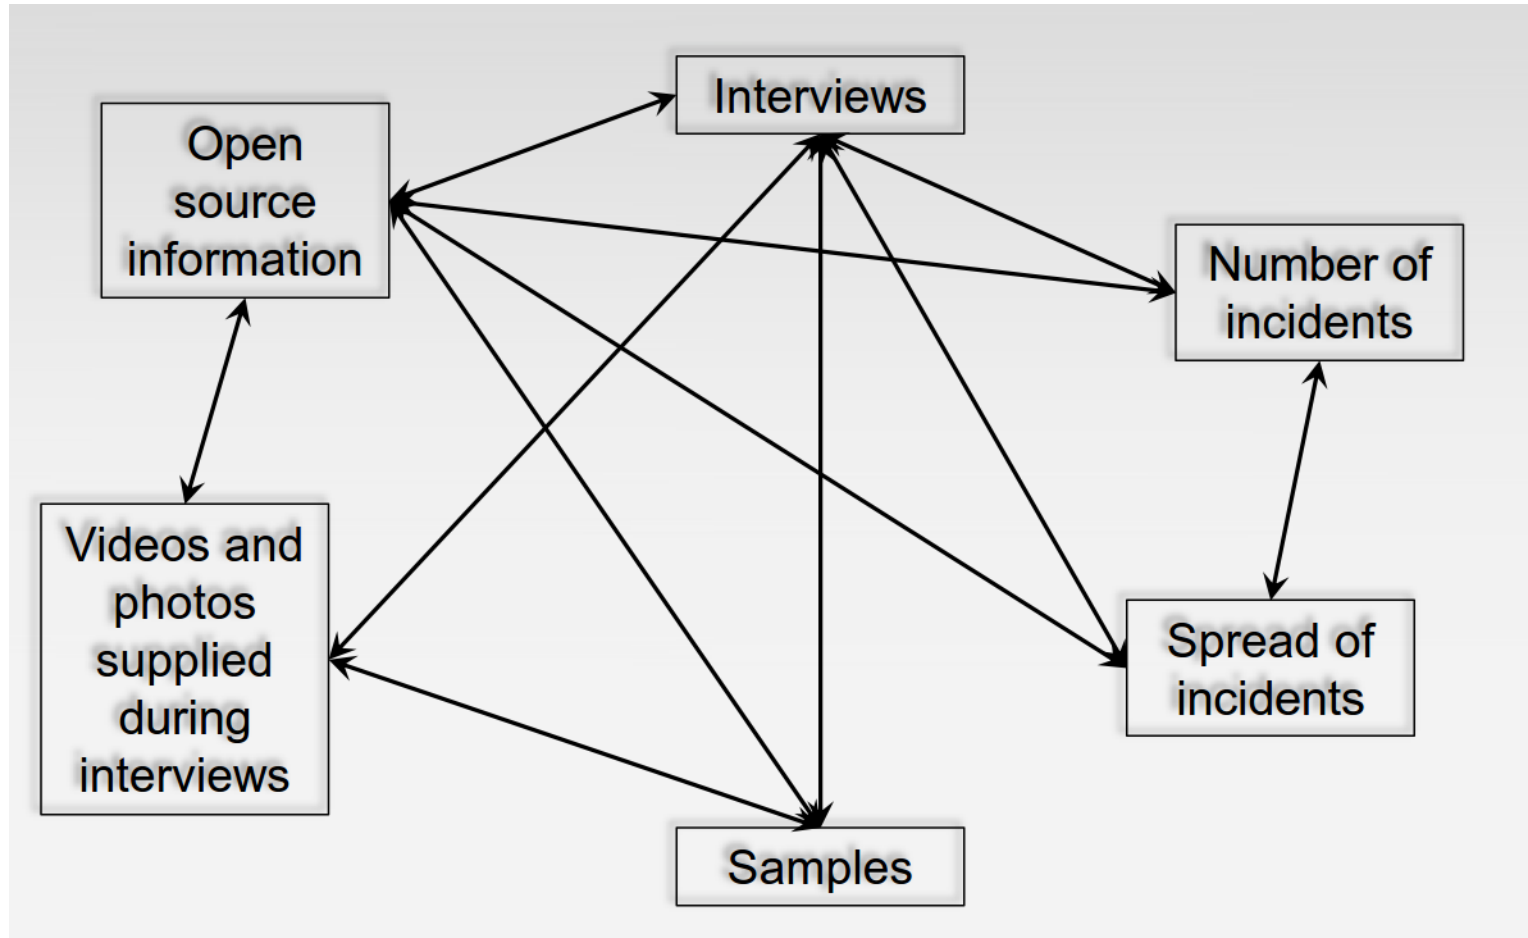 Interviews
Open
source
information
Number of
incidents
Videos and
photos
supplied
during
interviews
Spread of
incidents
Samples